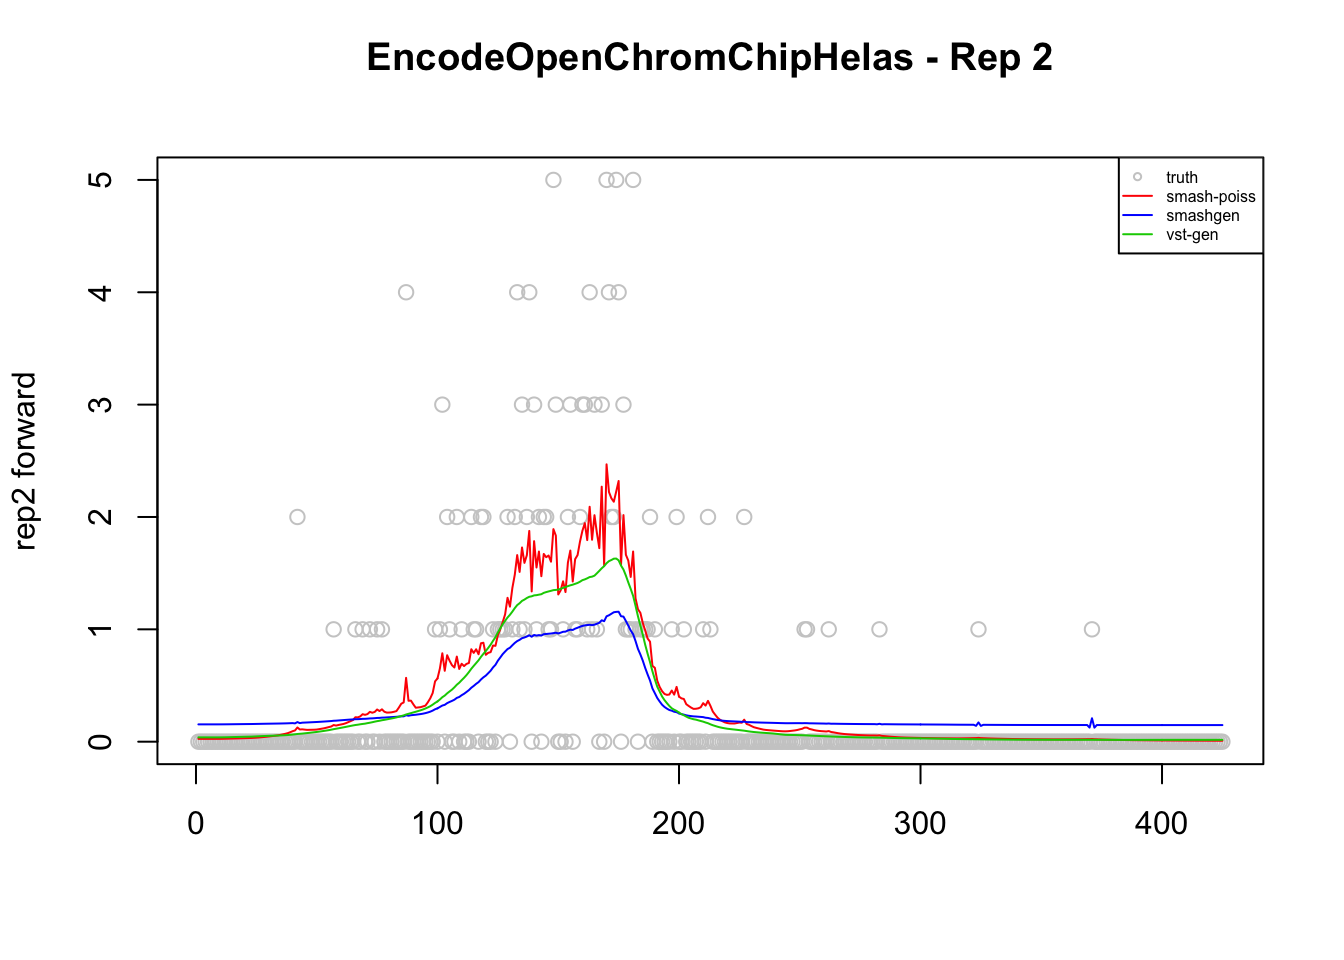 EncodeOpenChromChipHelas - Rep 2
truth
smash-poiss
smashgen
vst-gen
rep2 forward
5
4
3
2
1
0
0 100 200 300 400